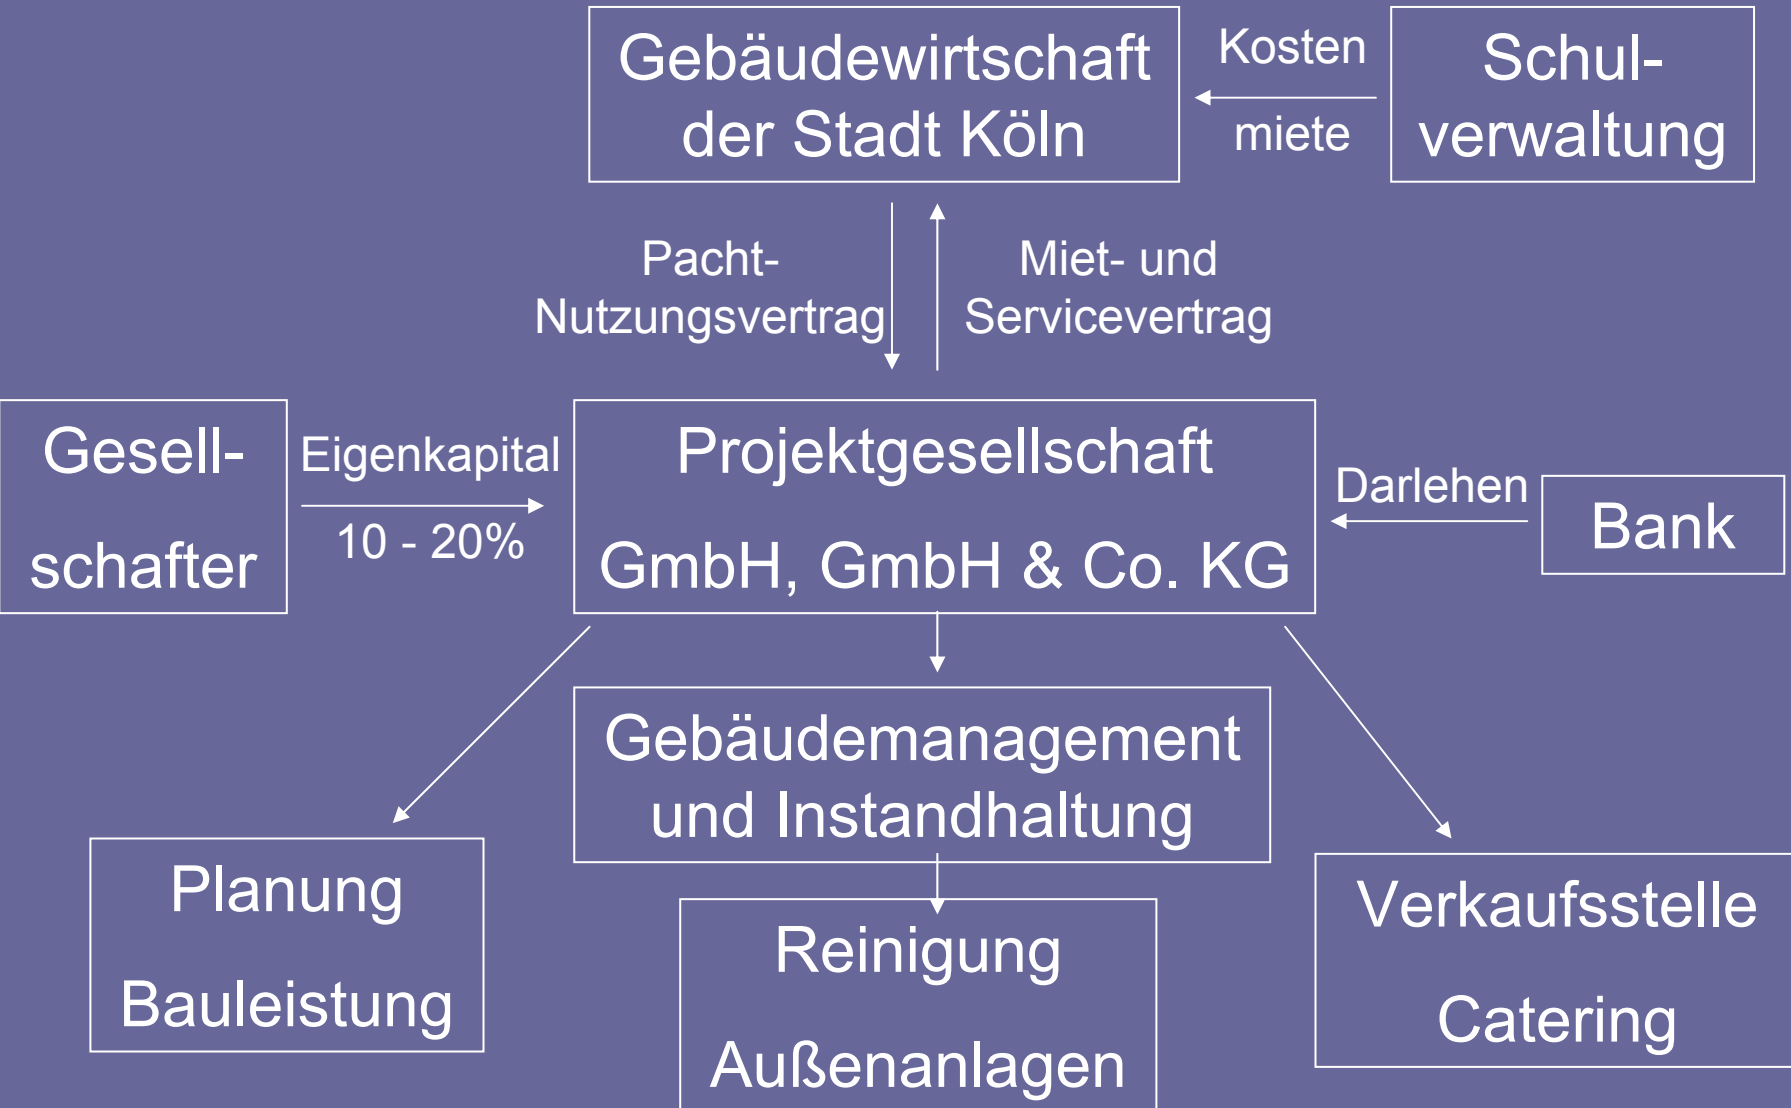 Gebäudewirtschaft
der Stadt Köln
Kosten
miete
Schul-
verwaltung
Pacht-
Nutzungsvertrag
Miet- und
Servicevertrag
Gesell-
schafter
Eigenkapital
10 - 20%
Projektgesellschaft
GmbH, GmbH & Co. KG
Darlehen
Bank
Gebäudemanagement
und Instandhaltung
Planung
Bauleistung
Reinigung
Außenanlagen
Verkaufsstelle
Catering